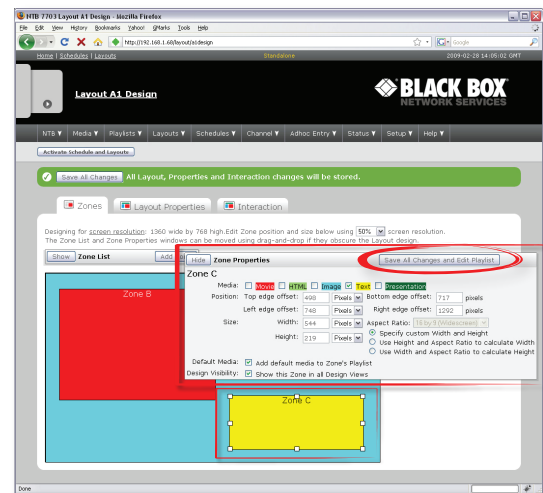 NTB 7703 Layout A1 Design - Mozilla Firefox
File Edit View History Bookmarks Yahoo! Marks Tools Help
http://192.168.1.68/layout/a/design
Google
Home | Schedules | Layouts
Standalone
2009-02-28 14:05:02 GMT
Layout A1 Design
BLACK BOX
NETWORK SERVICES
NTB Media Playlists Layouts Schedules Channel Adhoc Entry Status Setup Help
Activate Schedule and Layouts
Save All Changes All Layout, Properties and Interaction changes will be stored.
Zones Layout Properties Interaction
Designing for screen resolution: 1360 wide by 768 high.Edit Zone position and size below using 50% screen resolution.
The Zone List and Zone Properties windows can be moved using drag-and-drop if they obscure the Layout design.
Show Zone List Add
Hide Zone Properties Save All Changes and Edit Playlist
Zone C
Media: Movie HTML Image Text Presentation
Position: Top edge offset: 498 Pixels Bottom edge offset: 717 pixels
Left edge offset: 748 Pixels Right edge offset: 1292 pixels
Size: Width: 544 Pixels Aspect Ratio: 16 by 9 (Widescreen)
Specify custom Width and Height
Height: 219 Pixels Use Height and Aspect Ratio to calculate Width
Use Width and Aspect Ratio to calculate Height
Default Media: Add default media to Zone's Playlist
Design Visibility: Show this Zone in all Design Views
Zone B
Zone C
Done